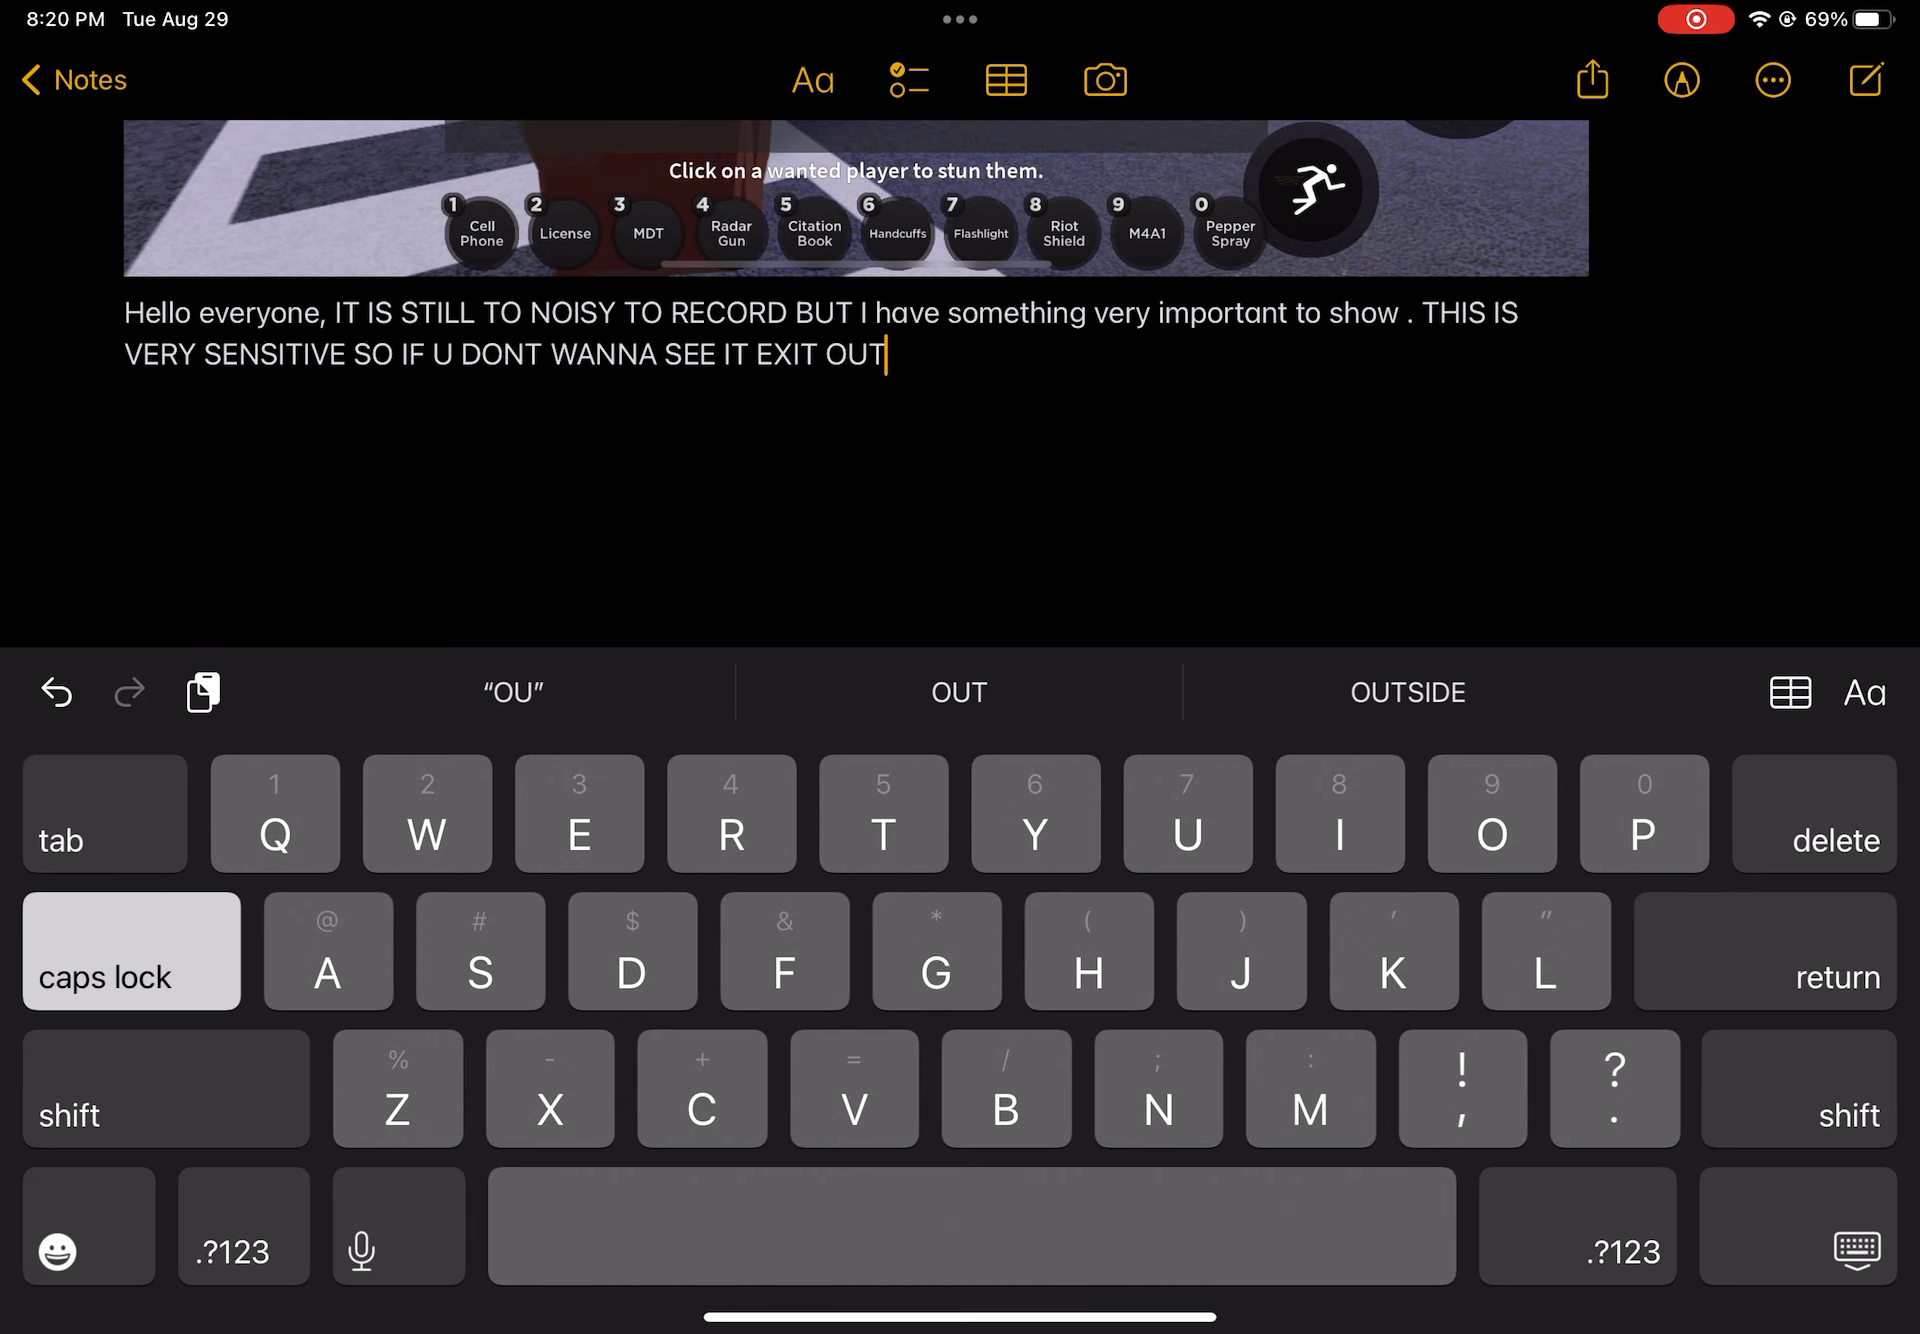 8:20 PM Tue Aug 29
69%
Notes
Aa
Click on a wanted player to stun them.
1 2 3 4 5 6 7 8 9 0
Cell Phone License MDT Radar Gun Citation Book Handcuffs Flashlight Riot Shield M4A1 Pepper Spray
Hello everyone, IT IS STILL TO NOISY TO RECORD BUT I have something very important to show . THIS IS
VERY SENSITIVE SO IF U DONT WANNA SEE IT EXIT OUT
“OU” OUT OUTSIDE Aa
1 2 3 4 5 6 7 8 9 0
tab Q W E R T Y U I O P delete
@ # $ & * ( ) ' "
caps lock A S D F G H J K L return
% - + = / ; : ! ?
shift Z X C V B N M , . shift
.?123 .?123